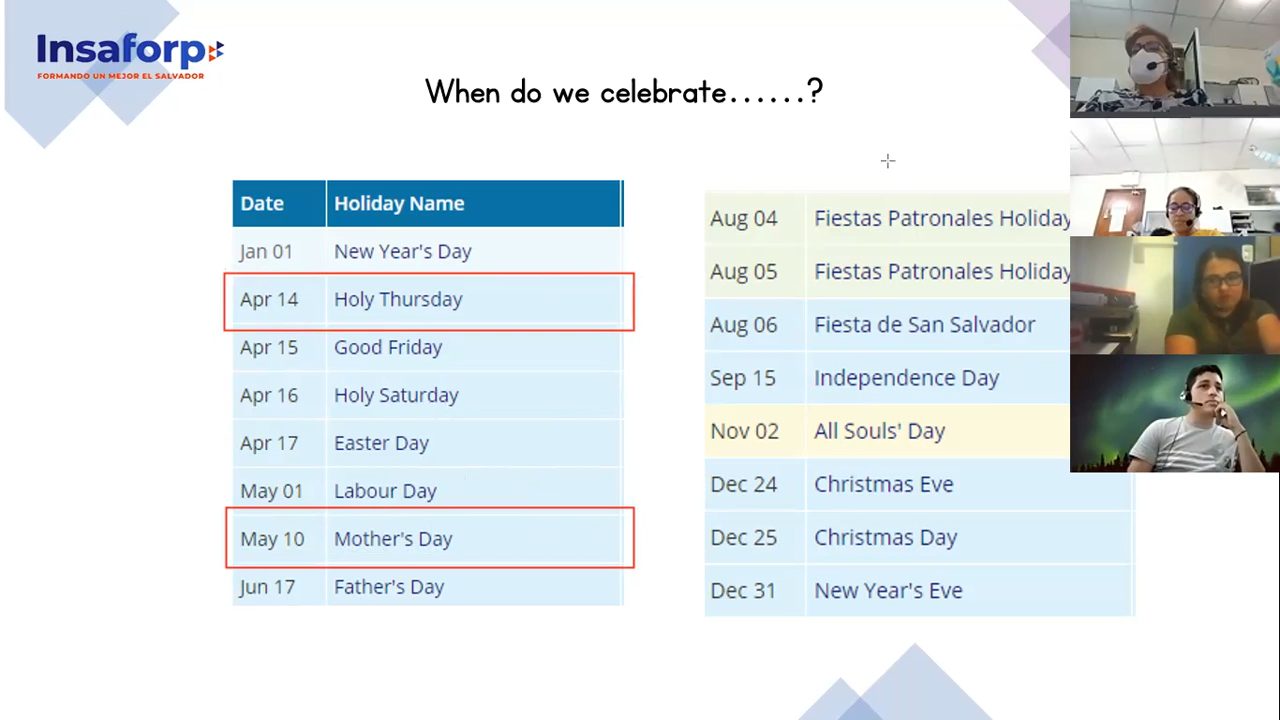 Insaforp
FORMANDO UN MEJOR EL SALVADOR
When do we celebrate......?
Date Holiday Name
Jan 01 New Year's Day
Apr 14 Holy Thursday
Apr 15 Good Friday
Apr 16 Holy Saturday
Apr 17 Easter Day
May 01 Labour Day
May 10 Mother's Day
Jun 17 Father's Day
Aug 04 Fiestas Patronales Holiday
Aug 05 Fiestas Patronales Holiday
Aug 06 Fiesta de San Salvador
Sep 15 Independence Day
Nov 02 All Souls' Day
Dec 24 Christmas Eve
Dec 25 Christmas Day
Dec 31 New Year's Eve